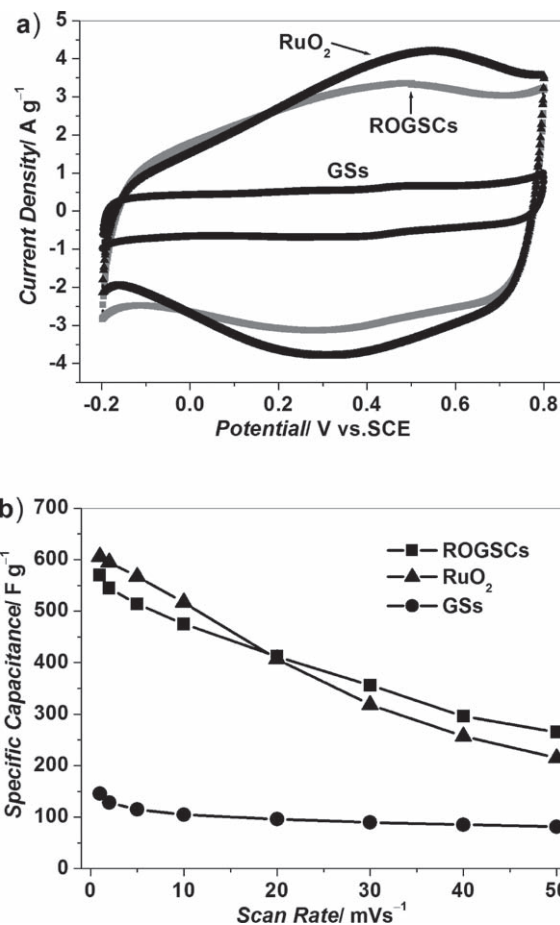 a)
Current Density/ A g⁻¹
5
4
3
2
1
0
-1
-2
-3
-4
RuO₂
ROGSCs
GSs
-0.2 0.0 0.2 0.4 0.6 0.8
Potential/ V vs.SCE
b)
Specific Capacitance/ F g⁻¹
700
600
500
400
300
200
100
0
ROGSCs
RuO₂
GSs
0 10 20 30 40 50
Scan Rate/ mVs⁻¹